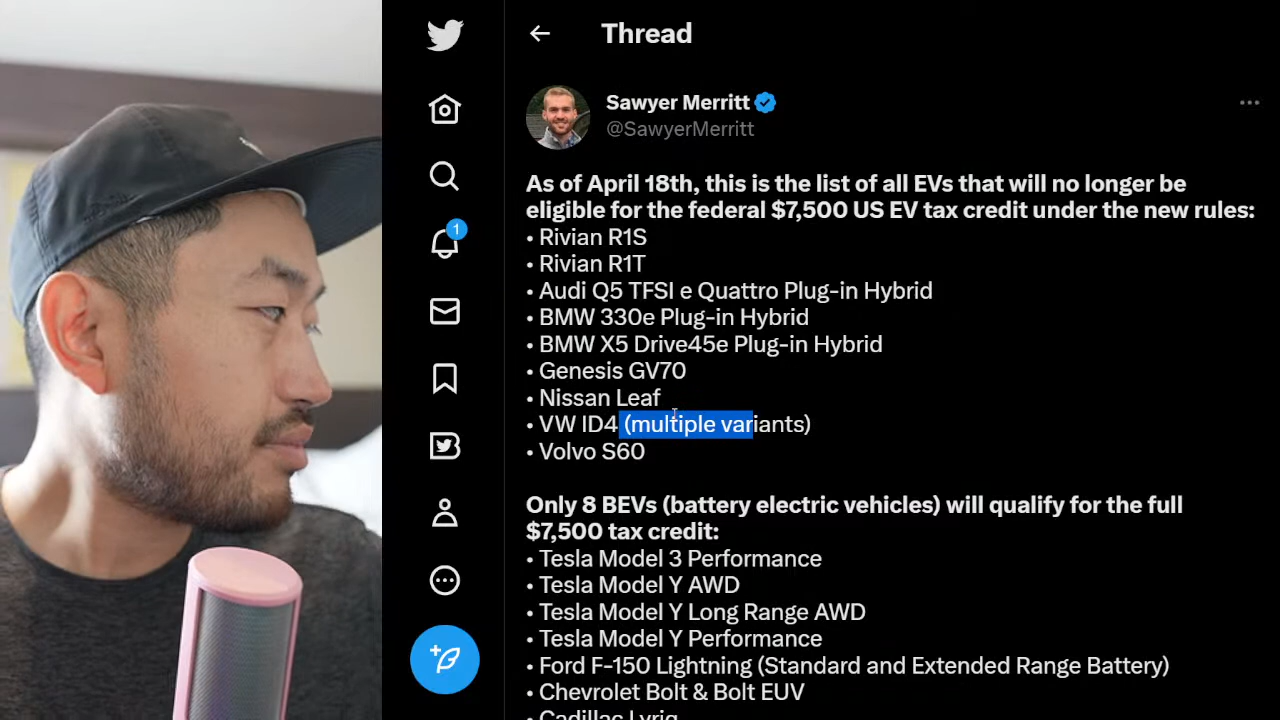 Thread
Sawyer Merritt
@SawyerMerritt
As of April 18th, this is the list of all EVs that will no longer be
eligible for the federal $7,500 US EV tax credit under the new rules:
• Rivian R1S
• Rivian R1T
• Audi Q5 TFSI e Quattro Plug-in Hybrid
• BMW 330e Plug-in Hybrid
• BMW X5 Drive45e Plug-in Hybrid
• Genesis GV70
• Nissan Leaf
• VW ID4 (multiple variants)
• Volvo S60
Only 8 BEVs (battery electric vehicles) will qualify for the full
$7,500 tax credit:
• Tesla Model 3 Performance
• Tesla Model Y AWD
• Tesla Model Y Long Range AWD
• Tesla Model Y Performance
• Ford F-150 Lightning (Standard and Extended Range Battery)
• Chevrolet Bolt & Bolt EUV
Cadillac Lyriq
1